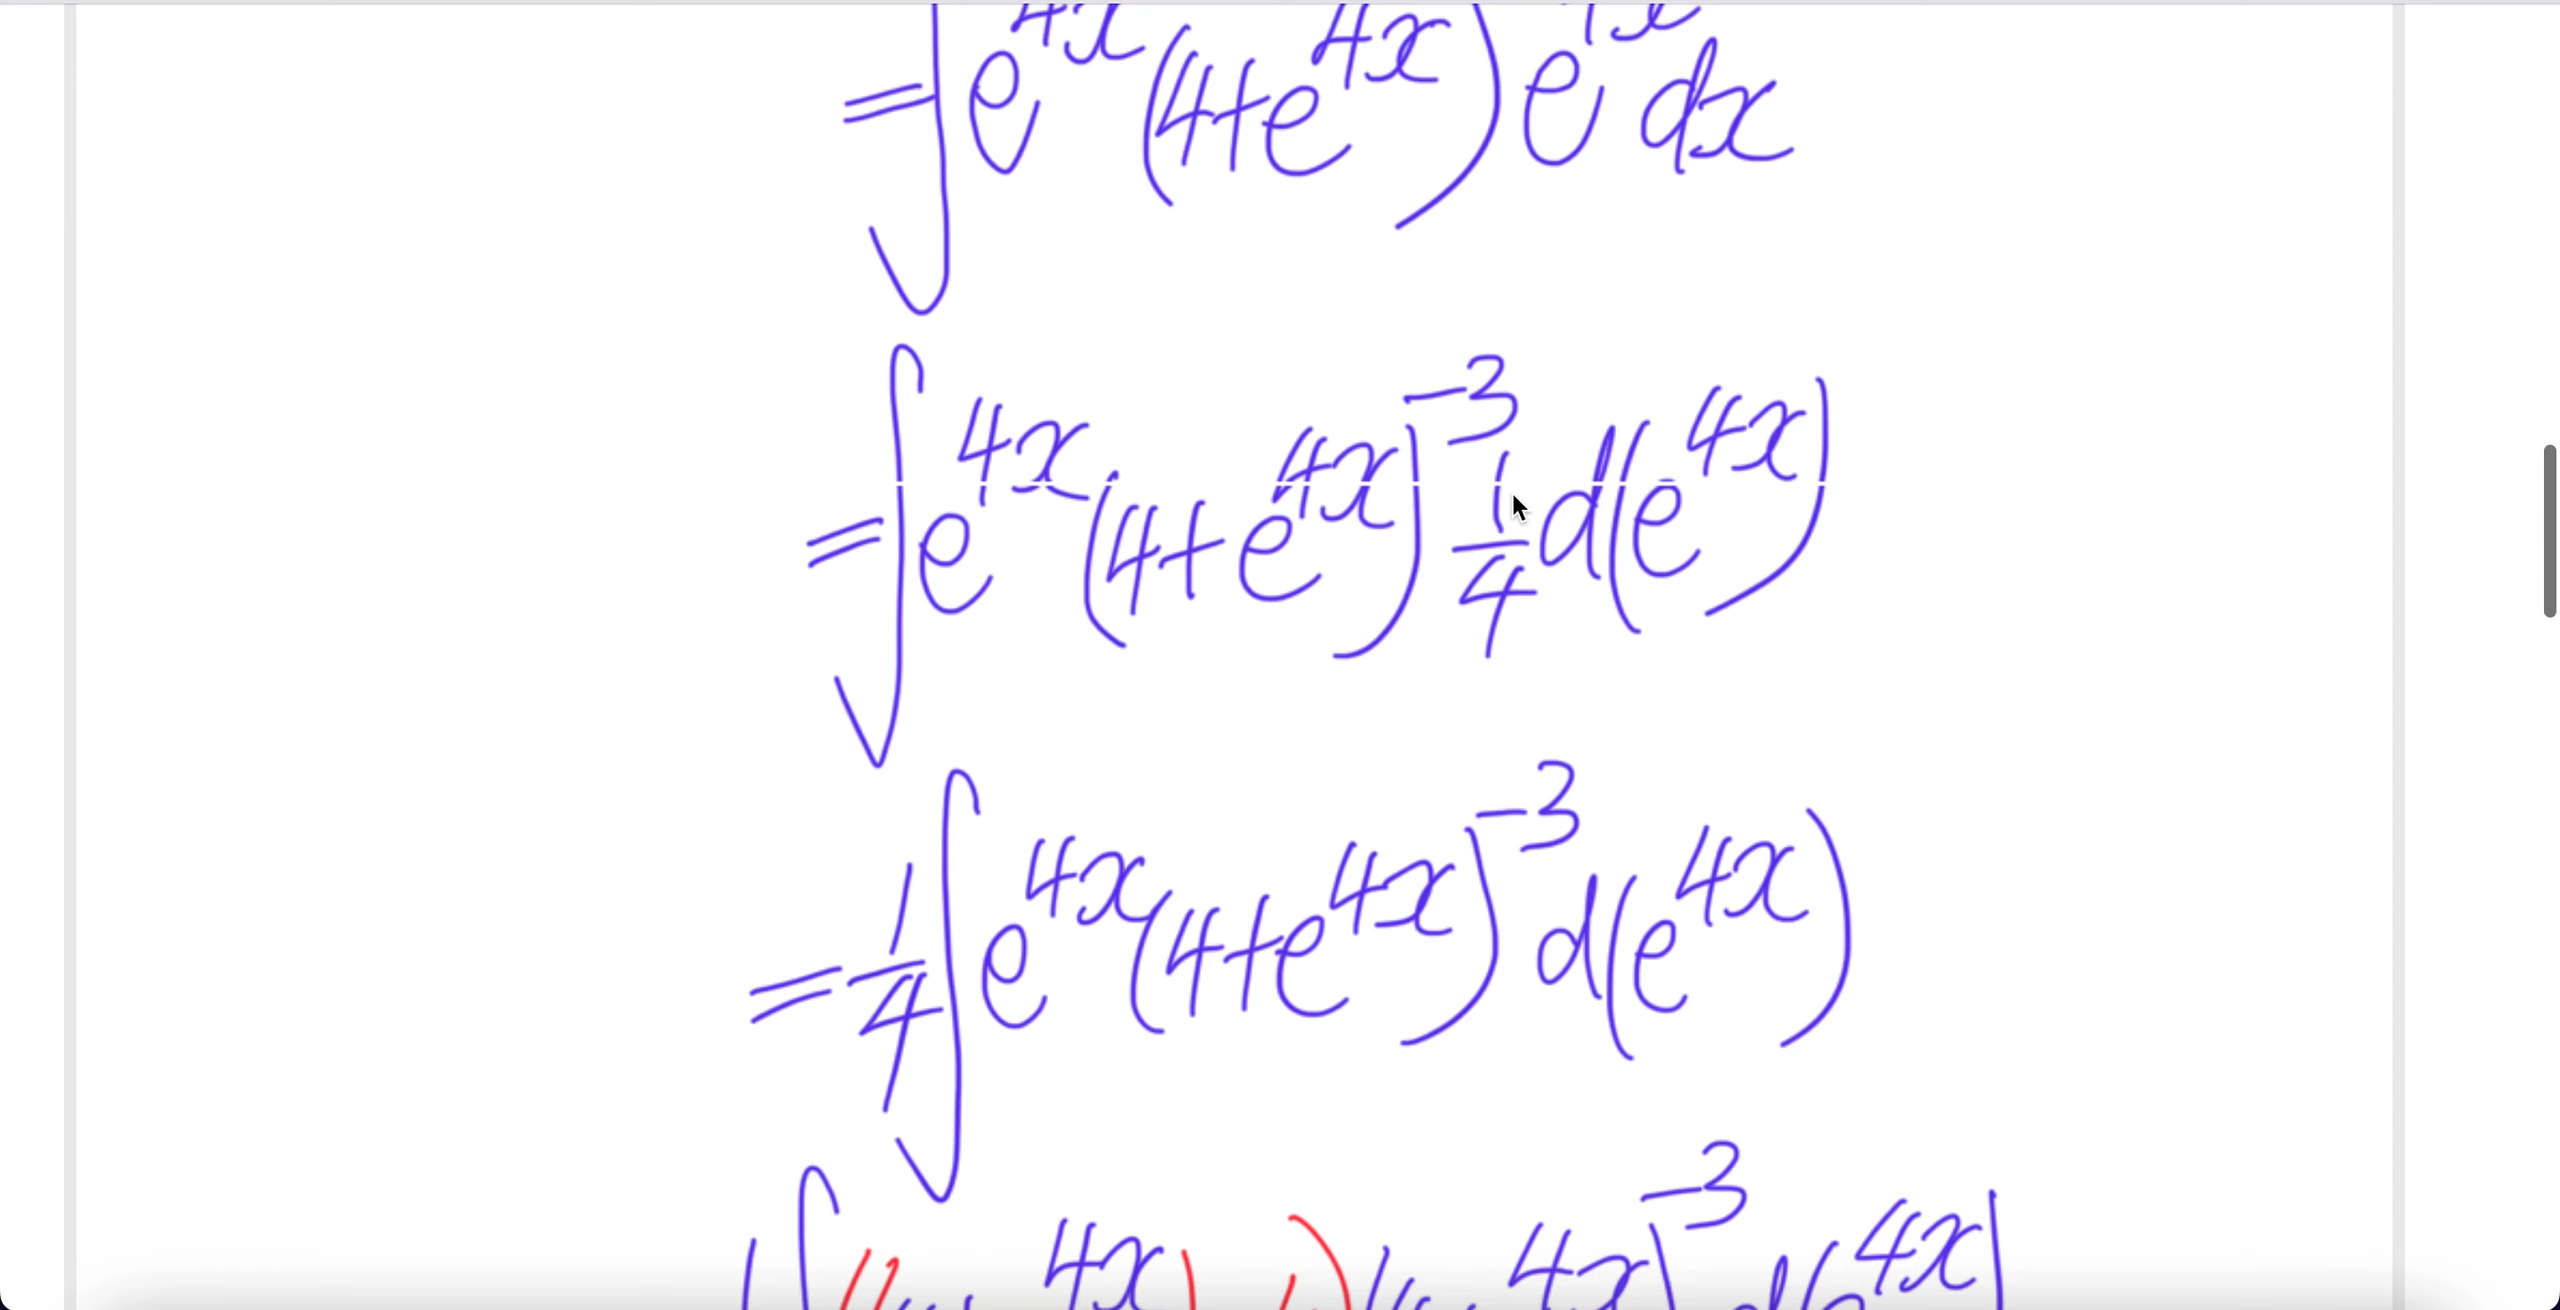 =∫e^{4x}(4+e^{4x}) e^{4x}dx
=∫e^{4x}(4+e^{4x})^{-3} 1/4 d(e^{4x})
=1/4∫e^{4x}(4+e^{4x})^{-3}d(e^{4x})